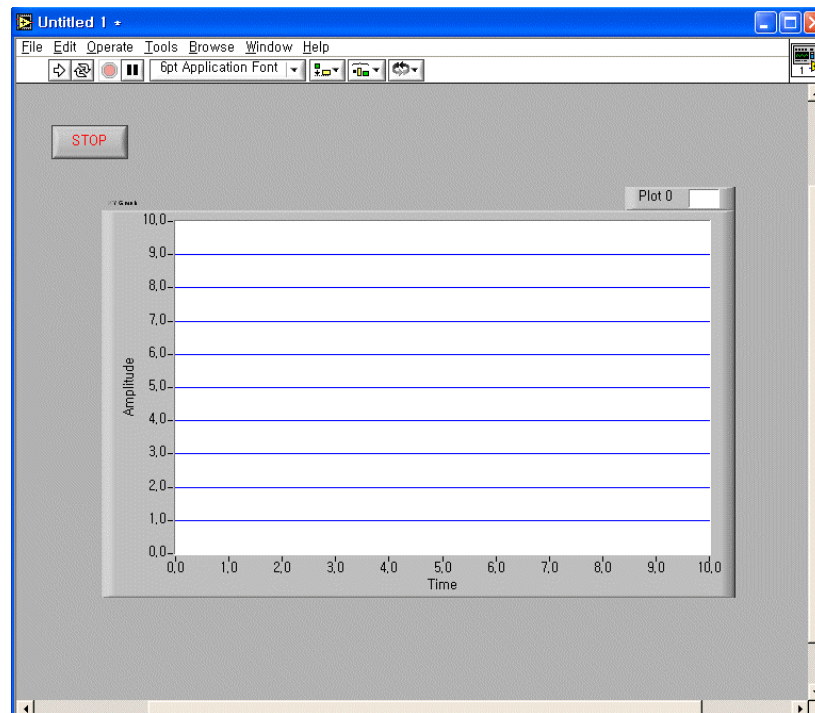 Untitled 1 *
File Edit Operate Tools Browse Window Help
6pt Application Font
1
STOP
XY Graph
Plot 0
10,0
9,0
8,0
7,0
6,0
5,0
4,0
3,0
2,0
1,0
0,0
Amplitude
0,0 1,0 2,0 3,0 4,0 5,0 6,0 7,0 8,0 9,0 10,0
Time